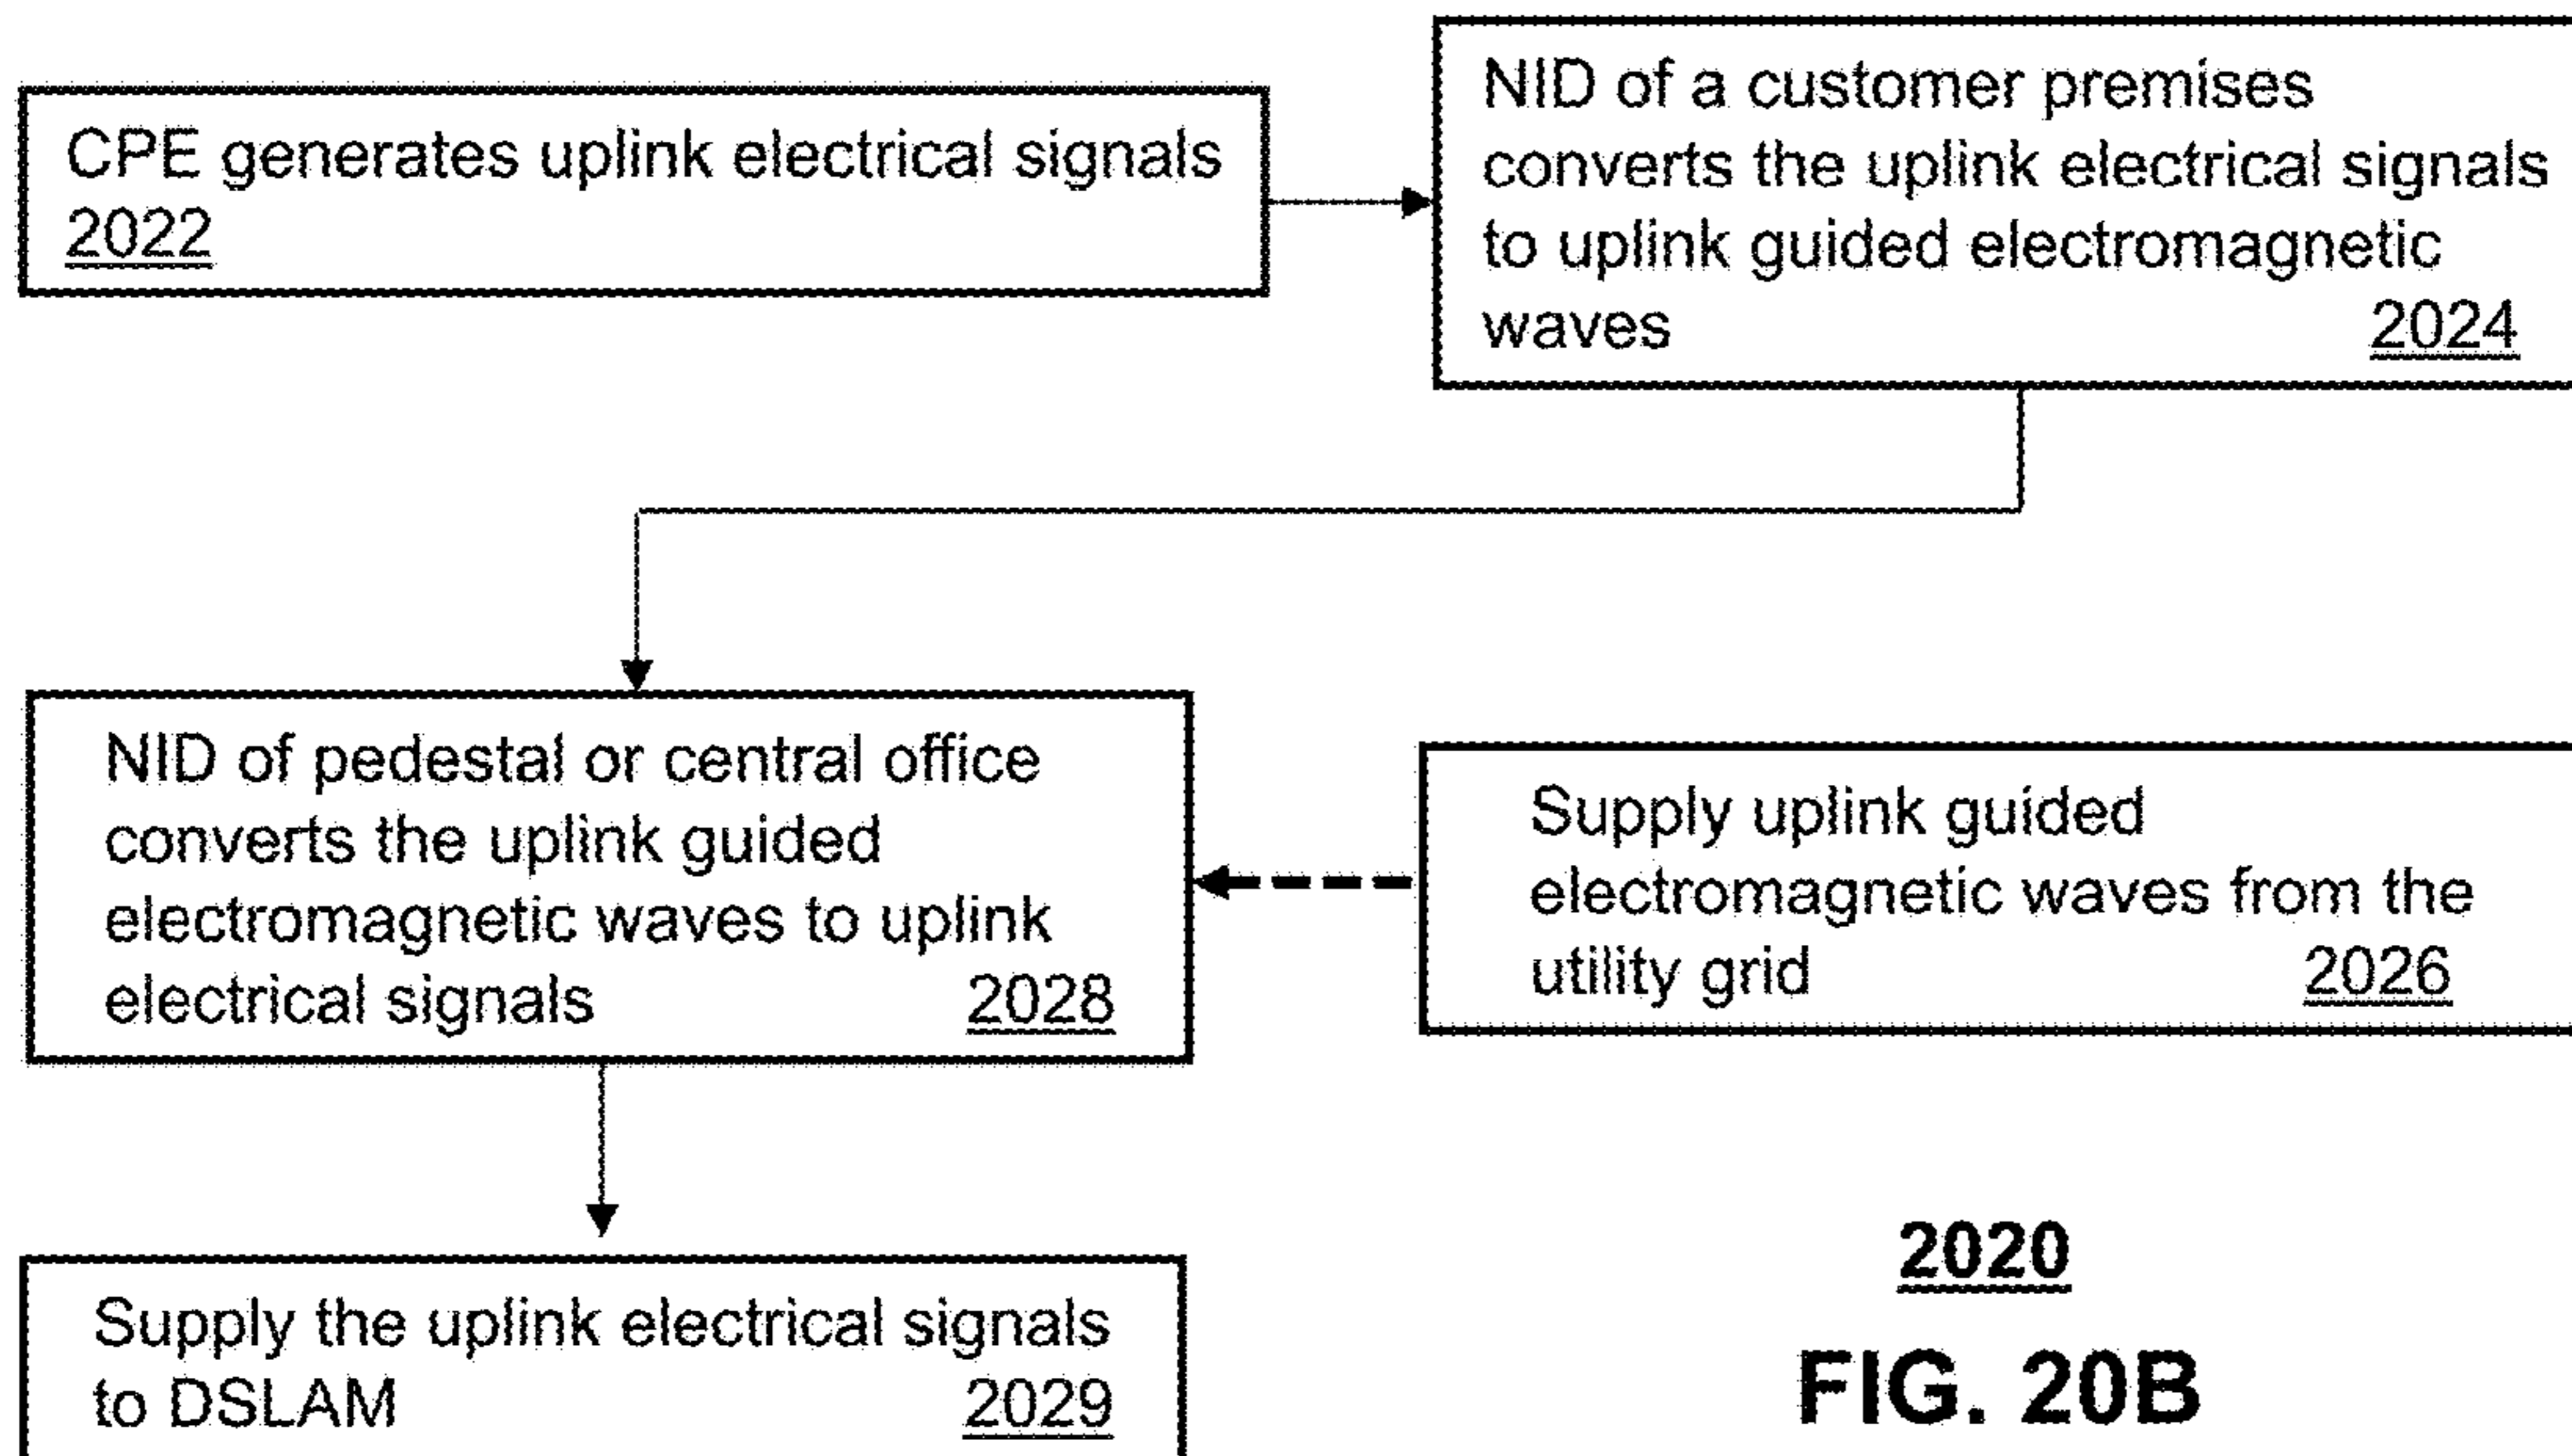 CPE generates uplink electrical signals
2022
NID of a customer premises
converts the uplink electrical signals
to uplink guided electromagnetic
waves 2024
NID of pedestal or central office
converts the uplink guided
electromagnetic waves to uplink
electrical signals 2028
Supply uplink guided
electromagnetic waves from the
utility grid 2026
Supply the uplink electrical signals
to DSLAM 2029
2020
FIG. 20B